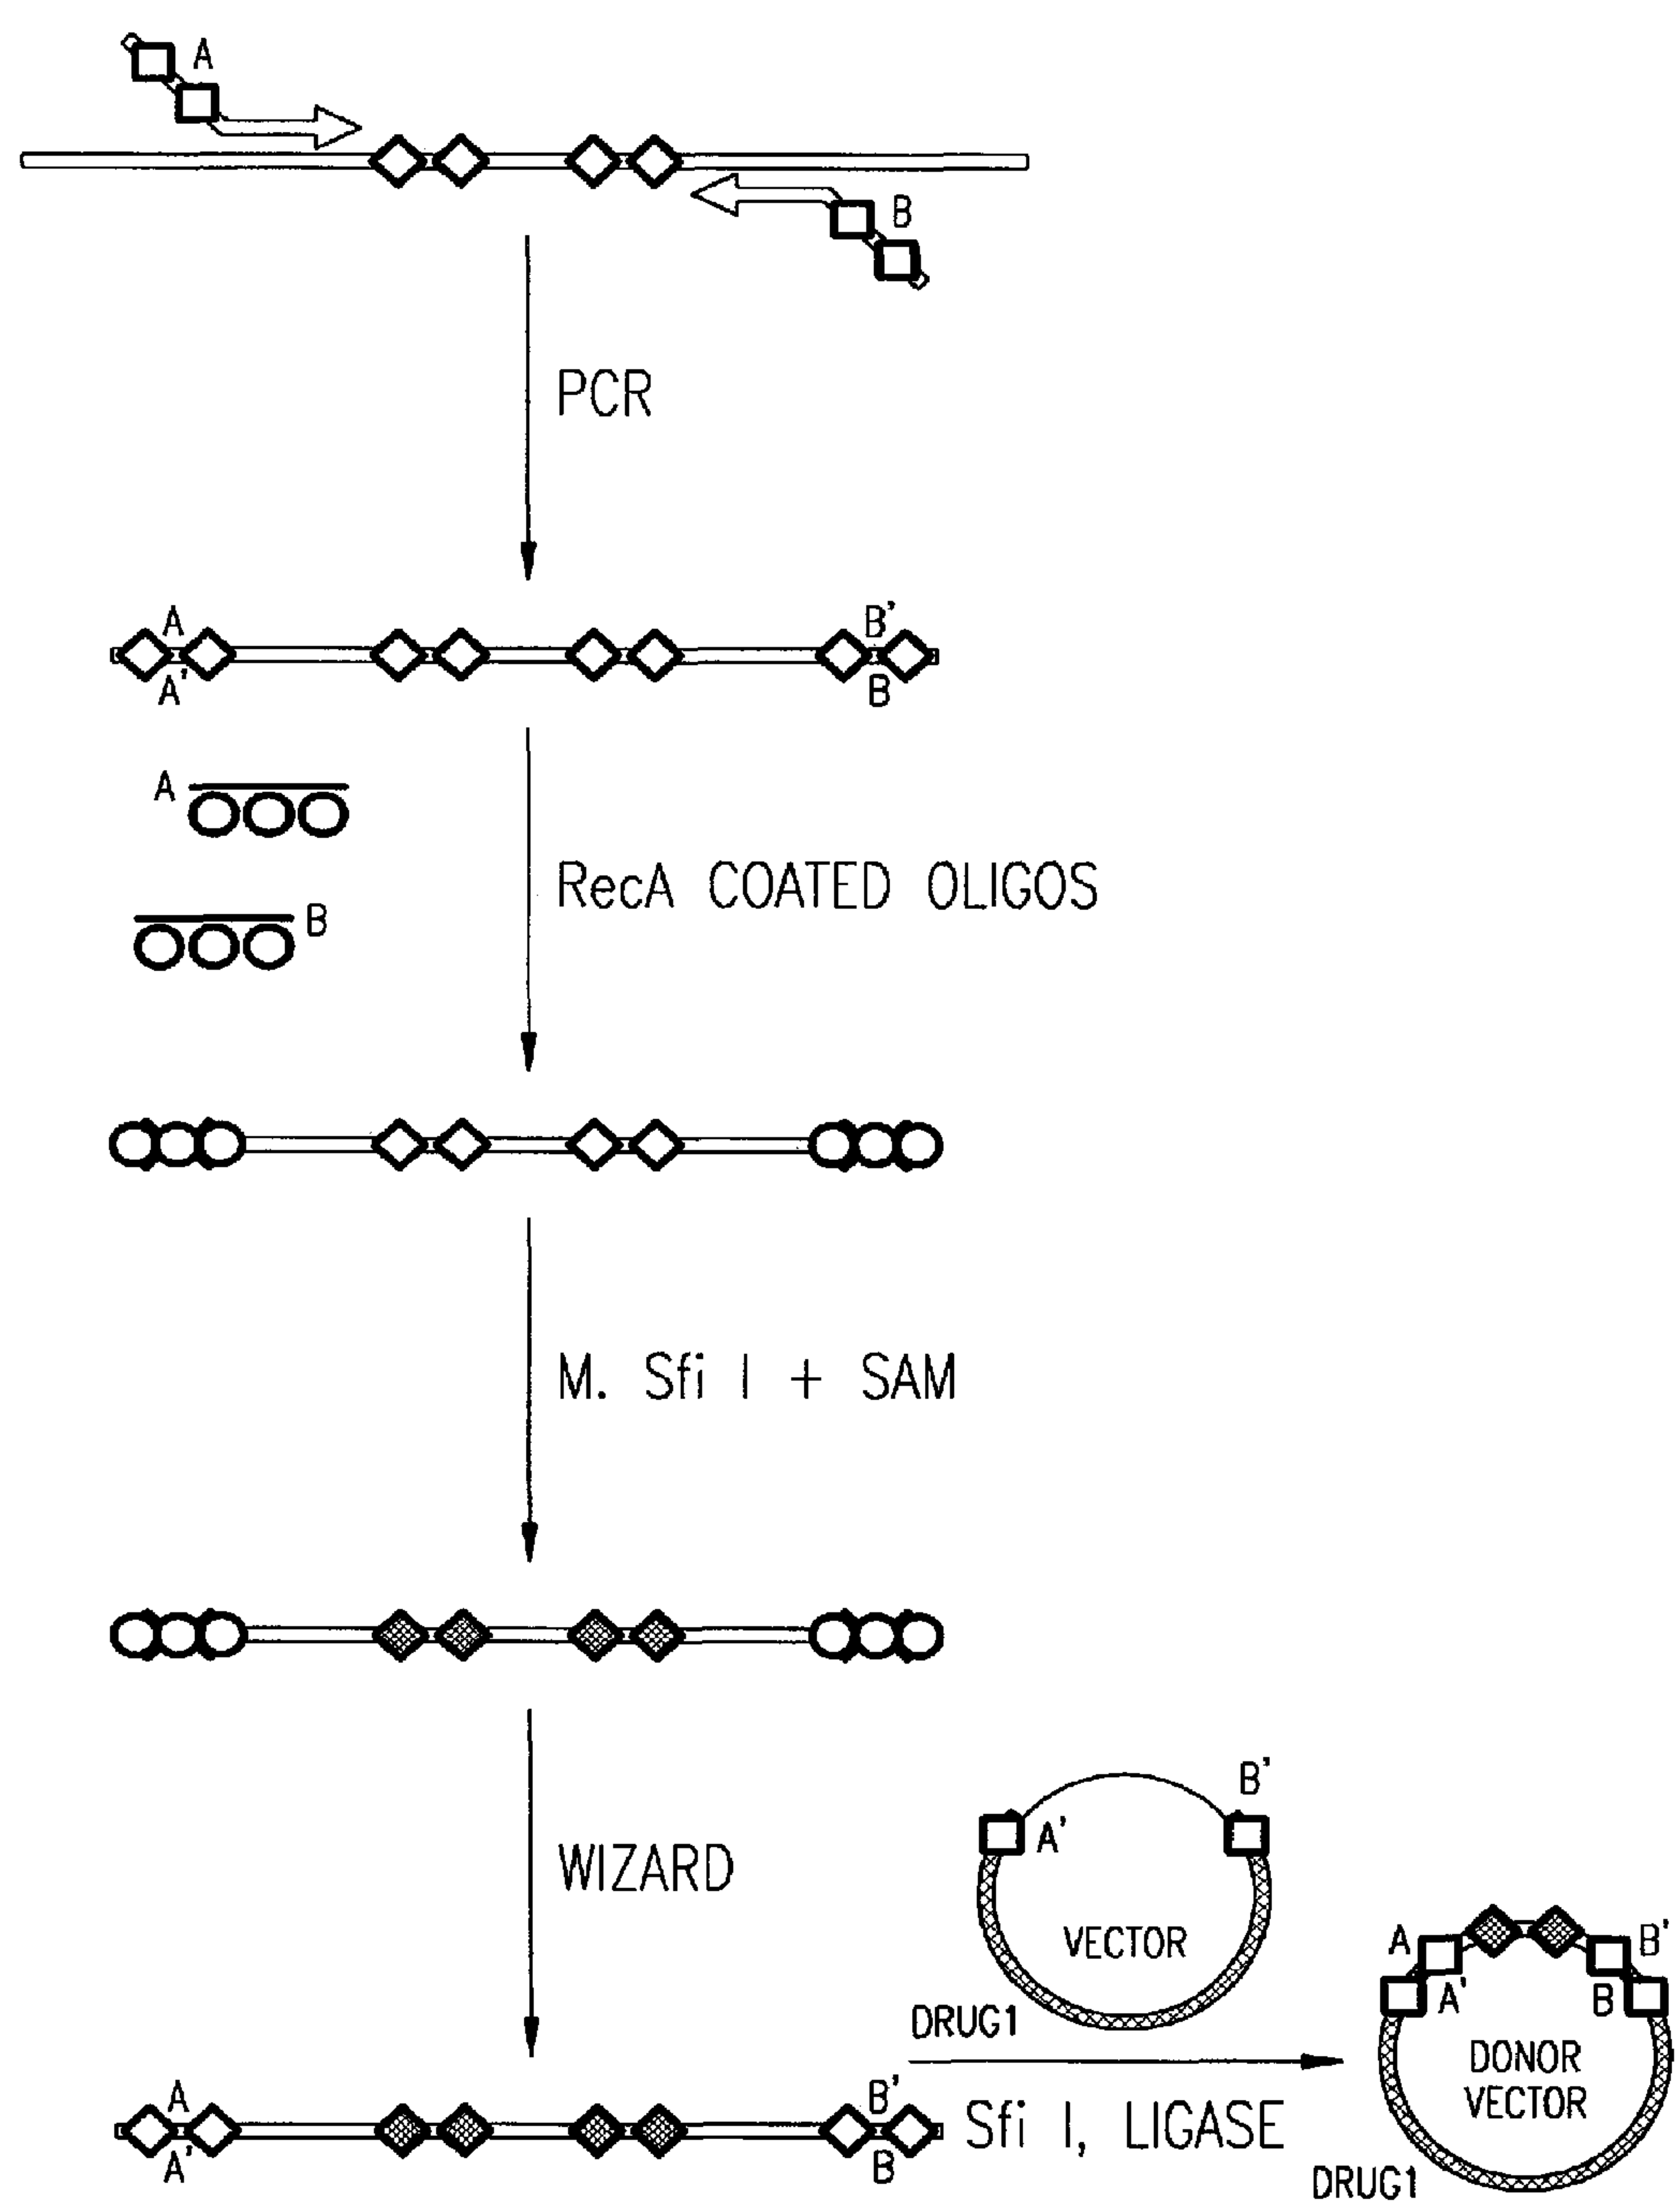 A
B
PCR
A
B'
A'
B
A
RecA COATED OLIGOS
B
M. Sfi I + SAM
WIZARD
B'
A'
VECTOR
DRUG1
A
B'
A'
B
DONOR
VECTOR
DRUG1
A
B'
A'
B
Sfi I, LIGASE